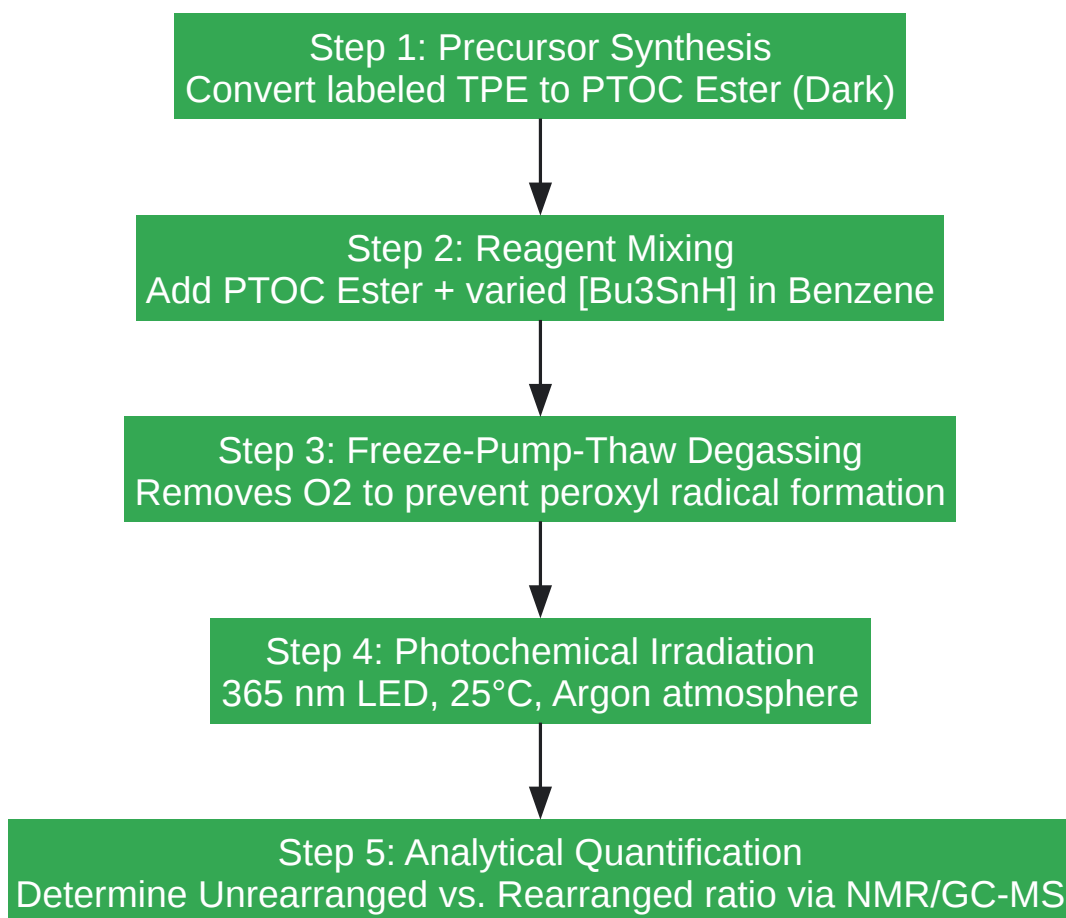 Step 1: Precursor Synthesis
Convert labeled TPE to PTOC Ester (Dark)
Step 2: Reagent Mixing
Add PTOC Ester + varied [Bu3SnH] in Benzene
Step 3: Freeze-Pump-Thaw Degassing
Removes O2 to prevent peroxyl radical formation
Step 4: Photochemical Irradiation
365 nm LED, 25°C, Argon atmosphere
Step 5: Analytical Quantification
Determine Unrearranged vs. Rearranged ratio via NMR/GC-MS